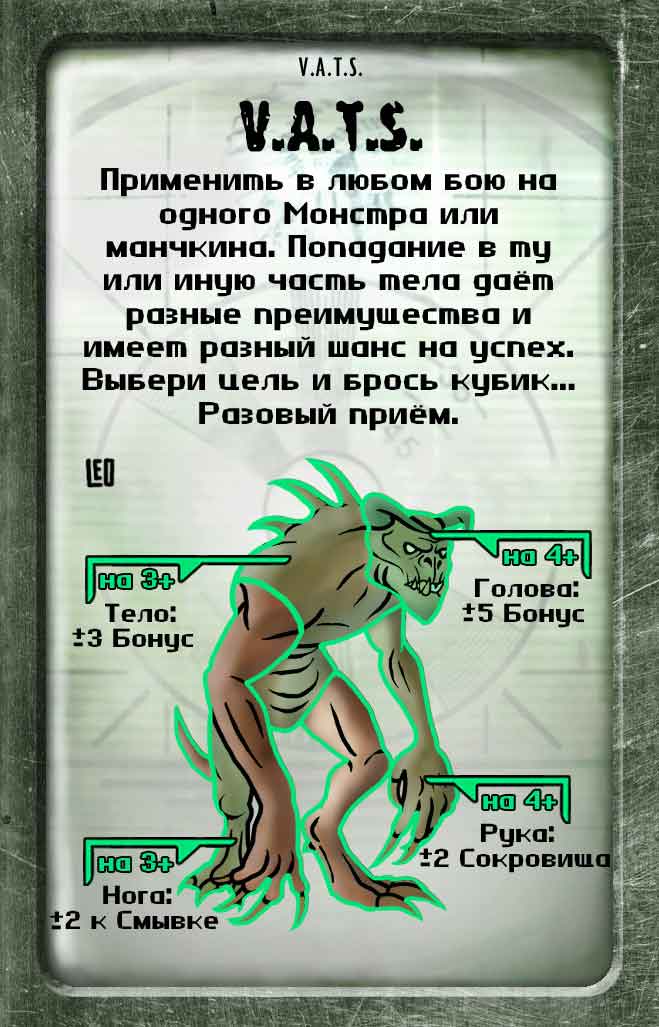 V.A.T.S.
V.A.T.S.
Применить в любом бою на
одного Монстра или
манчкина. Попадание в ту
или иную часть тела даёт
разные преимущества и
имеет разный шанс на успех.
Выбери цель и брось кубик...
Разовый приём.
LEO
на 4+
Голова:
±5 Бонус
на 3+
Тело:
±3 Бонус
на 4+
Рука:
±2 Сокровища
на 3+
Нога:
±2 к Смывке